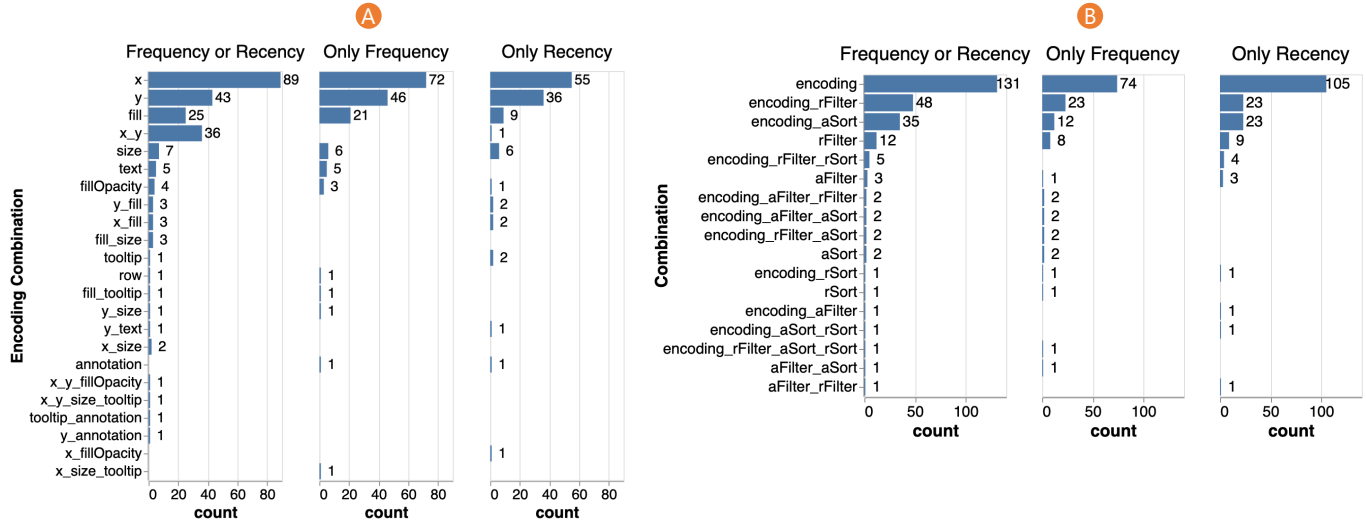 A
Frequency or Recency Only Frequency Only Recency
Encoding Combination
x 89 72 55
y 43 46 36
fill 25 21 9
x_y 36 1
size 7 6 6
text 5 5
fillOpacity 4 3 1
y_fill 3 2
x_fill 3 2
fill_size 3
tooltip 1 2
row 1 1
fill_tooltip 1 1
y_size 1 1
y_text 1 1
x_size 2
annotation 1 1
x_y_fillOpacity 1
x_y_size_tooltip 1
tooltip_annotation 1
y_annotation 1
x_fillOpacity 1
x_size_tooltip 1
0 20 40 60 80 0 20 40 60 80 0 20 40 60 80
count count count
B
Frequency or Recency Only Frequency Only Recency
Combination
encoding 131 74 105
encoding_rFilter 48 23 23
encoding_aSort 35 12 23
rFilter 12 8 9
encoding_rFilter_rSort 5 4
aFilter 3 1 3
encoding_aFilter_rFilter 2 2
encoding_aFilter_aSort 2 2
encoding_rFilter_aSort 2 2
aSort 2 2
encoding_rSort 1 1 1
rSort 1 1
encoding_aFilter 1 1
encoding_aSort_rSort 1 1
encoding_rFilter_aSort_rSort 1 1
aFilter_aSort 1 1
aFilter_rFilter 1 1
0 50 100 0 50 100 0 50 100
count count count